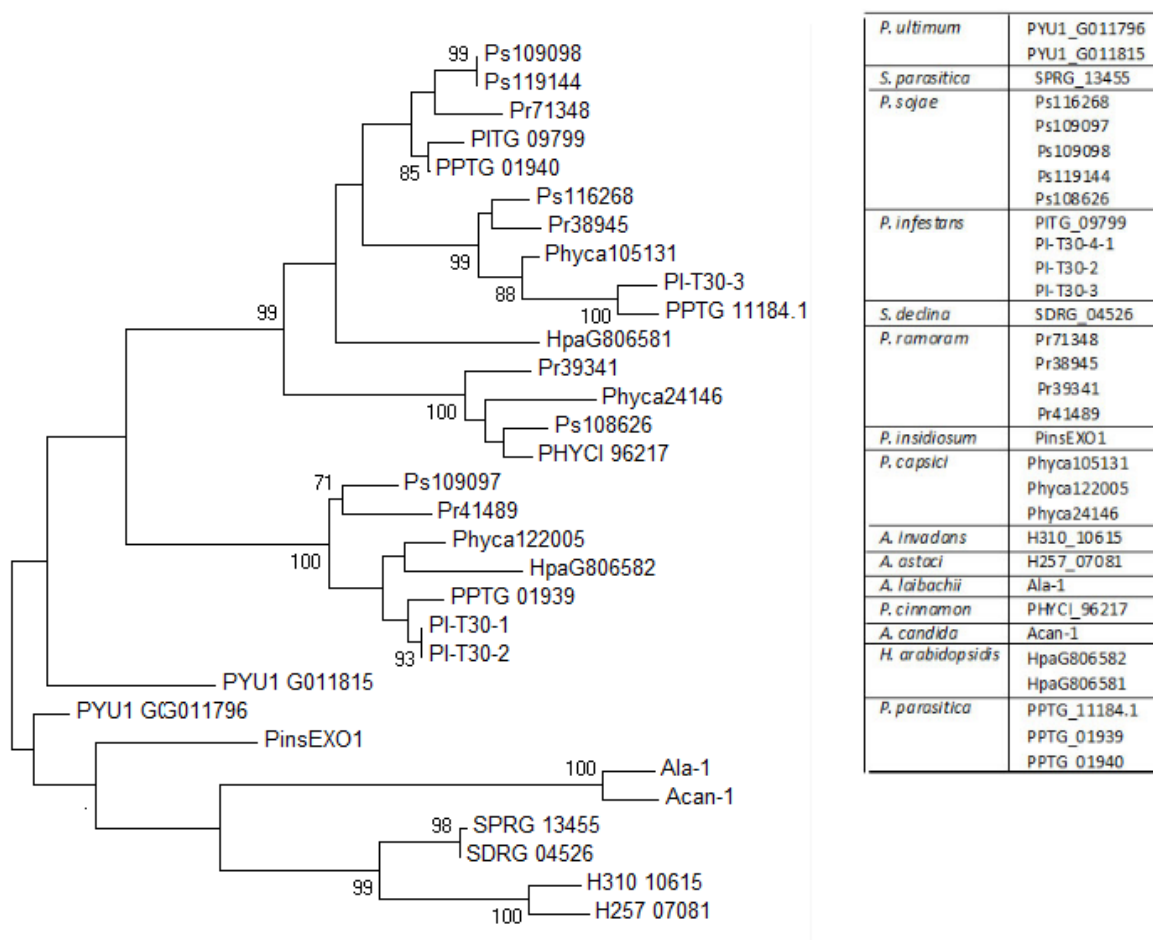 99
Ps109098
Ps119144
Pr71348
PITG 09799
85
PPTG 01940
Ps116268
Pr38945
99
Phyca105131
88
PI-T30-3
100
PPTG 11184.1
99
HpaG806581
Pr39341
100
Phyca24146
Ps108626
PHYCI 96217
71
Ps109097
Pr41489
100
Phyca122005
HpaG806582
PPTG 01939
PI-T30-1
93
PI-T30-2
PYU1 G011815
PYU1 G0G011796
PinsEXO1
100
Ala-1
Acan-1
98
SPRG 13455
SDRG 04526
99
H310 10615
100
H257 07081
P. ultimum PYU1_G011796
PYU1_G011815
S. parasitica SPRG_13455
P. sojae Ps116268
Ps109097
Ps109098
Ps119144
Ps108626
P. infestans PITG_09799
PI-T30-4-1
PI-T30-2
PI-T30-3
S. declina SDRG_04526
P. ramoram Pr71348
Pr38945
Pr39341
Pr41489
P. insidiosum PinsEXO1
P. capsici Phyca105131
Phyca122005
Phyca24146
A. invadans H310_10615
A. astaci H257_07081
A. laibachii Ala-1
P. cinnamon PHYCI_96217
A. candida Acan-1
H. arabidopsidis HpaG806582
HpaG806581
P. parasitica PPTG_11184.1
PPTG_01939
PPTG_01940